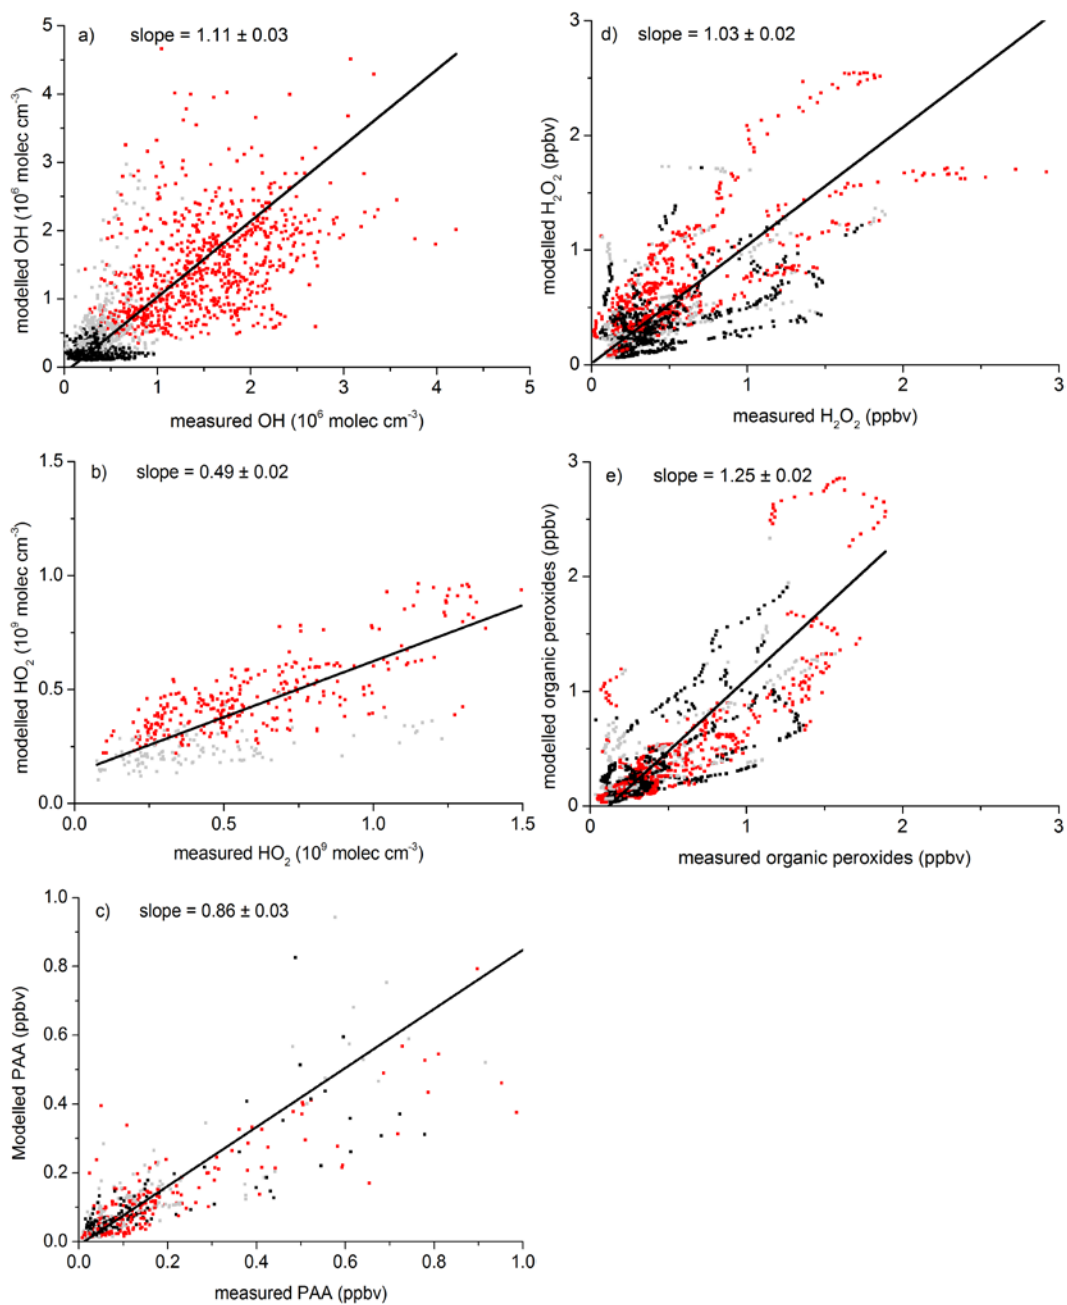 a) slope = 1.11 ± 0.03
5
4
3
2
1
0
0 1 2 3 4 5
modelled OH (10⁶ molec cm⁻³)
measured OH (10⁶ molec cm⁻³)
d) slope = 1.03 ± 0.02
3
2
1
0
0 1 2 3
modelled H₂O₂ (ppbv)
measured H₂O₂ (ppbv)
b) slope = 0.49 ± 0.02
1.5
1.0
0.5
0.0
0.0 0.5 1.0 1.5
modelled HO₂ (10⁹ molec cm⁻³)
measured HO₂ (10⁹ molec cm⁻³)
e) slope = 1.25 ± 0.02
3
2
1
0
0 1 2 3
modelled organic peroxides (ppbv)
measured organic peroxides (ppbv)
c) slope = 0.86 ± 0.03
1.0
0.8
0.6
0.4
0.2
0.0
0.0 0.2 0.4 0.6 0.8 1.0
Modelled PAA (ppbv)
measured PAA (ppbv)